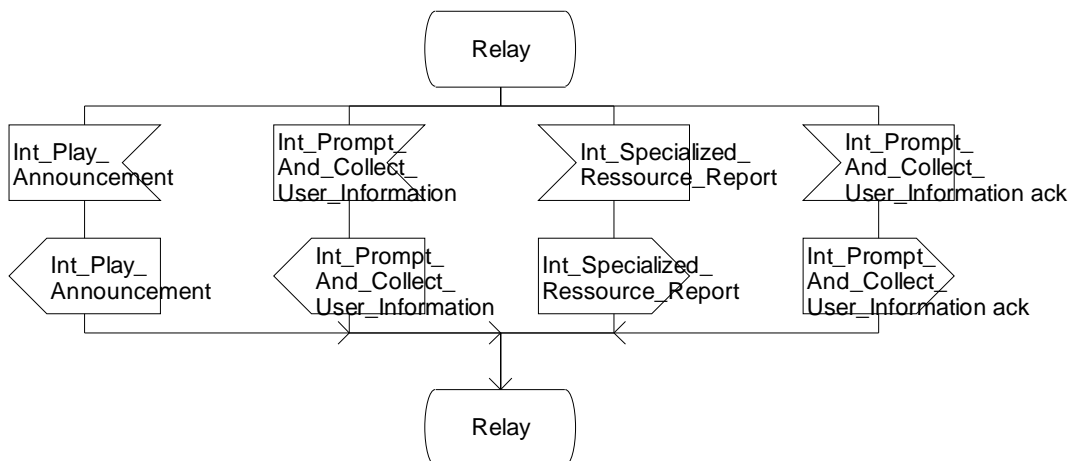 Relay
Int_Play_
Announcement
Int_Prompt_
And_Collect_
User_Information
Int_Specialized_
Ressource_Report
Int_Prompt_
And_Collect_
User_Information ack
Int_Play_
Announcement
Int_Prompt_
And_Collect_
User_Information
Int_Specialized_
Ressource_Report
Int_Prompt_
And_Collect_
User_Information ack
Relay